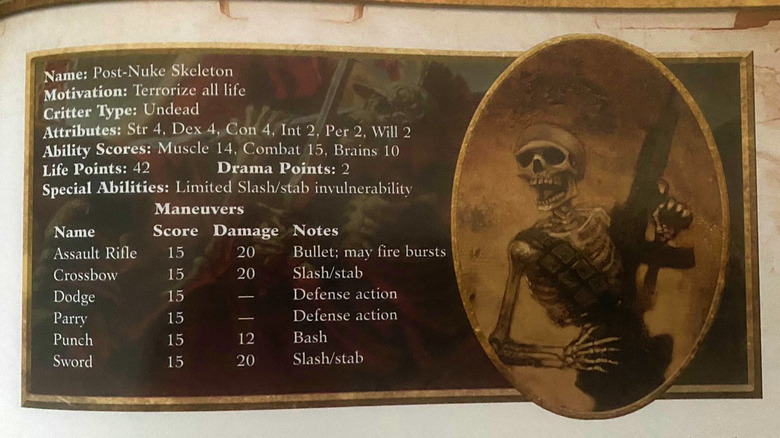 Name: Post-Nuke Skeleton
Motivation: Terrorize all life
Critter Type: Undead
Attributes: Str 4, Dex 4, Con 4, Int 2, Per 2, Will 2
Ability Scores: Muscle 14, Combat 15, Brains 10
Life Points: 42 Drama Points: 2
Special Abilities: Limited Slash/stab invulnerability
Maneuvers
Name Score Damage Notes
Assault Rifle 15 20 Bullet; may fire bursts
Crossbow 15 20 Slash/stab
Dodge 15 — Defense action
Parry 15 — Defense action
Punch 15 12 Bash
Sword 15 20 Slash/stab